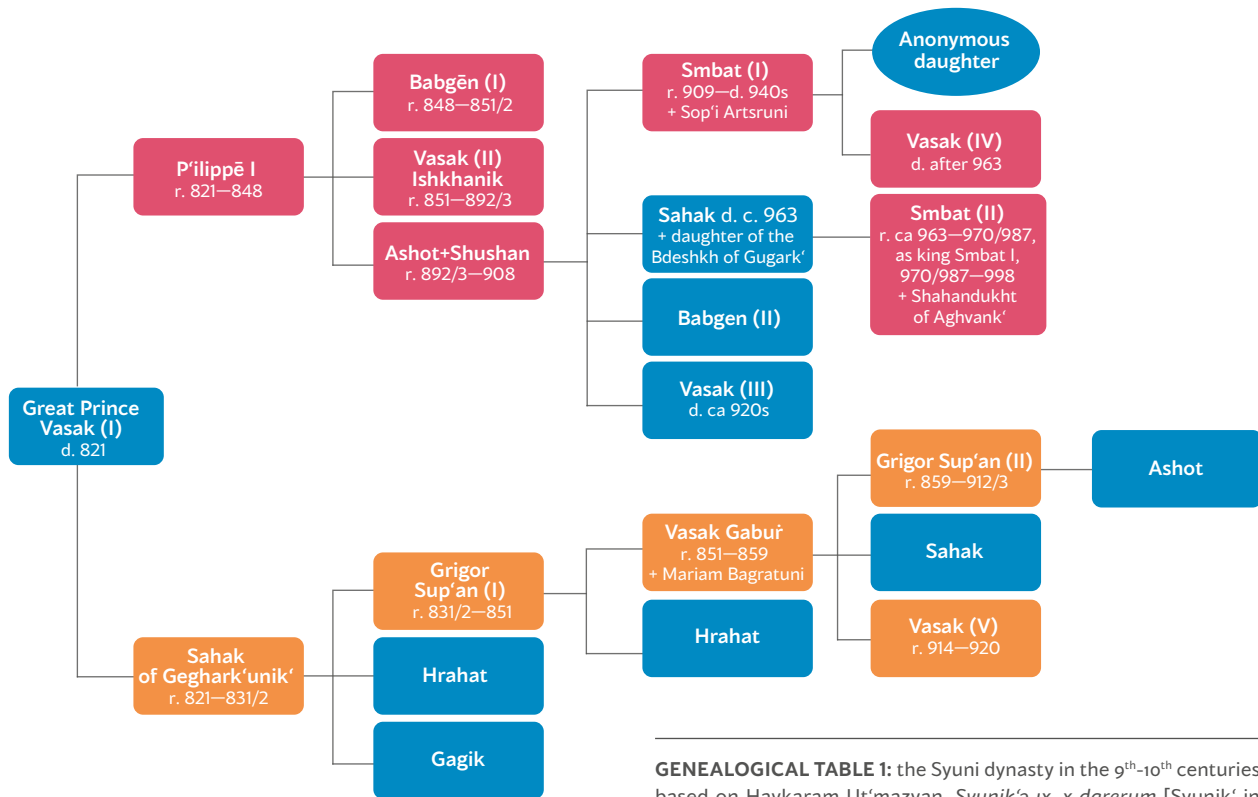 Anonymous
daughter
Smbat (I)
r. 909—d. 940s
+ Sop‘i Artsruni
Babgēn (I)
r. 848—851/2
Vasak (IV)
d. after 963
P‘ilippē I
r. 821—848
Vasak (II)
Ishkhanik
r. 851—892/3
Sahak d. c. 963
+ daughter of the
Bdeshkh of Gugark‘
Smbat (II)
r. ca 963—970/987,
as king Smbat I,
970/987—998
+ Shahandukht
of Aghvank‘
Ashot+Shushan
r. 892/3—908
Babgen (II)
Vasak (III)
d. ca 920s
Great Prince
Vasak (I)
d. 821
Grigor Sup‘an (II)
r. 859—912/3
Ashot
Vasak Gabuṙ
r. 851—859
+ Mariam Bagratuni
Sahak
Grigor
Sup‘an (I)
r. 831/2—851
Hrahat
Vasak (V)
r. 914—920
Sahak
of Geghark‘unik‘
r. 821—831/2
Hrahat
Gagik
GENEALOGICAL TABLE 1: the Syuni dynasty in the 9th-10th centuries